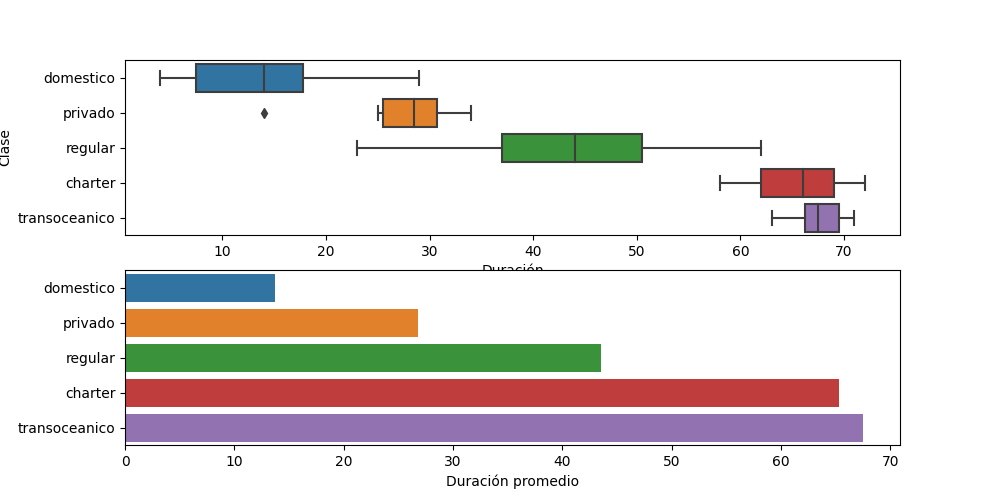 Clase
domestico
privado
regular
charter
transoceanico
10 20 30 40 50 60 70
Duración
domestico
privado
regular
charter
transoceanico
0 10 20 30 40 50 60 70
Duración promedio